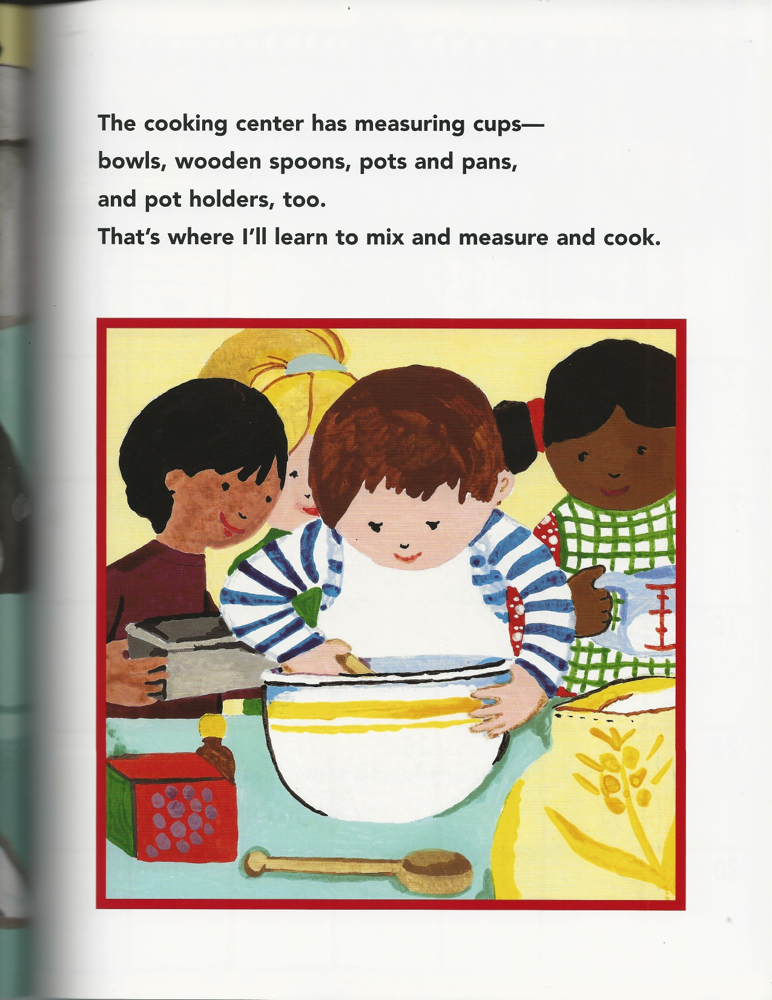 The cooking center has measuring cups—
bowls, wooden spoons, pots and pans,
and pot holders, too.
That's where I'll learn to mix and measure and cook.